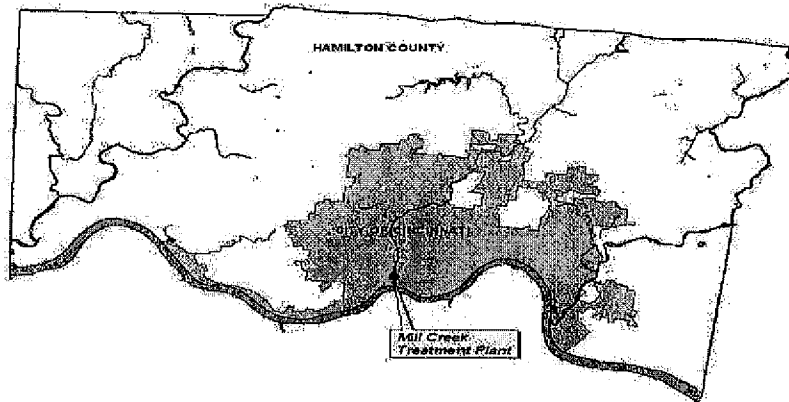 HAMILTON COUNTY
CITY OF CINCINNATI
Mill Creek
Treatment Plant